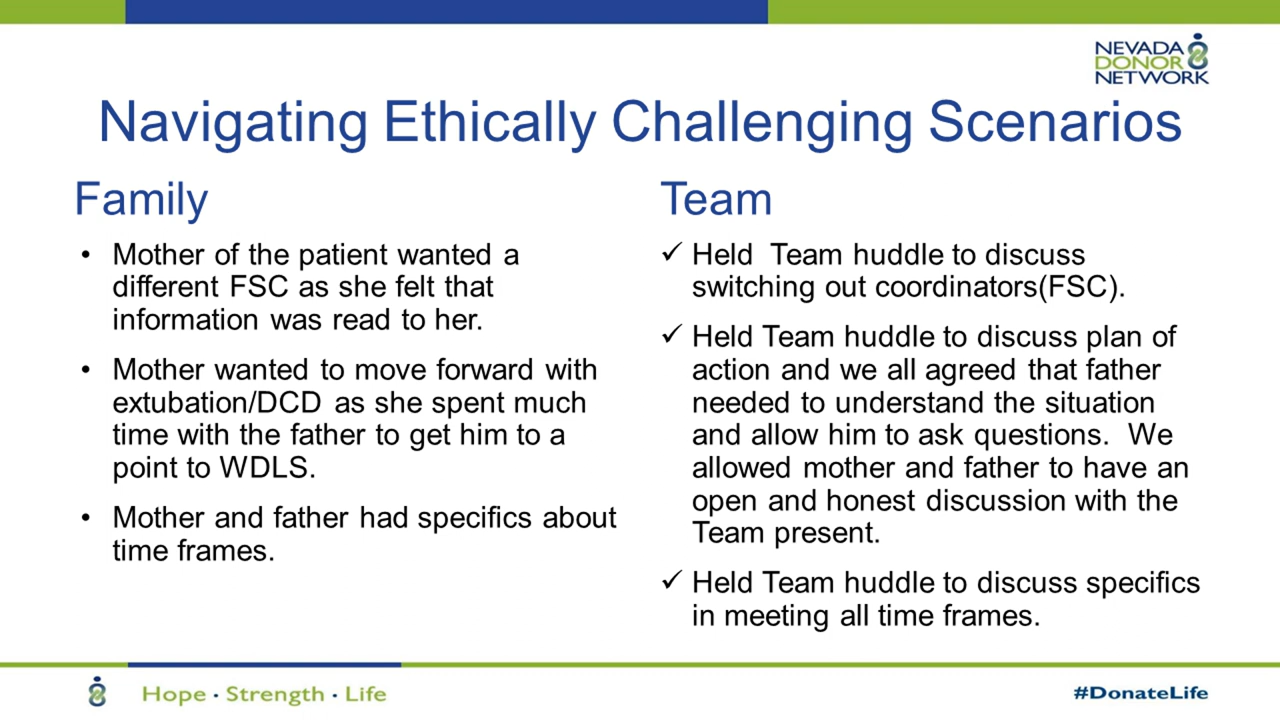 NEVADA
DONOR
NETWORK
Navigating Ethically Challenging Scenarios
Family
• Mother of the patient wanted a
different FSC as she felt that
information was read to her.
• Mother wanted to move forward with
extubation/DCD as she spent much
time with the father to get him to a
point to WDLS.
• Mother and father had specifics about
time frames.
Team
✓ Held Team huddle to discuss
switching out coordinators(FSC).
✓ Held Team huddle to discuss plan of
action and we all agreed that father
needed to understand the situation
and allow him to ask questions. We
allowed mother and father to have an
open and honest discussion with the
Team present.
✓ Held Team huddle to discuss specifics
in meeting all time frames.
Hope · Strength · Life
#DonateLife